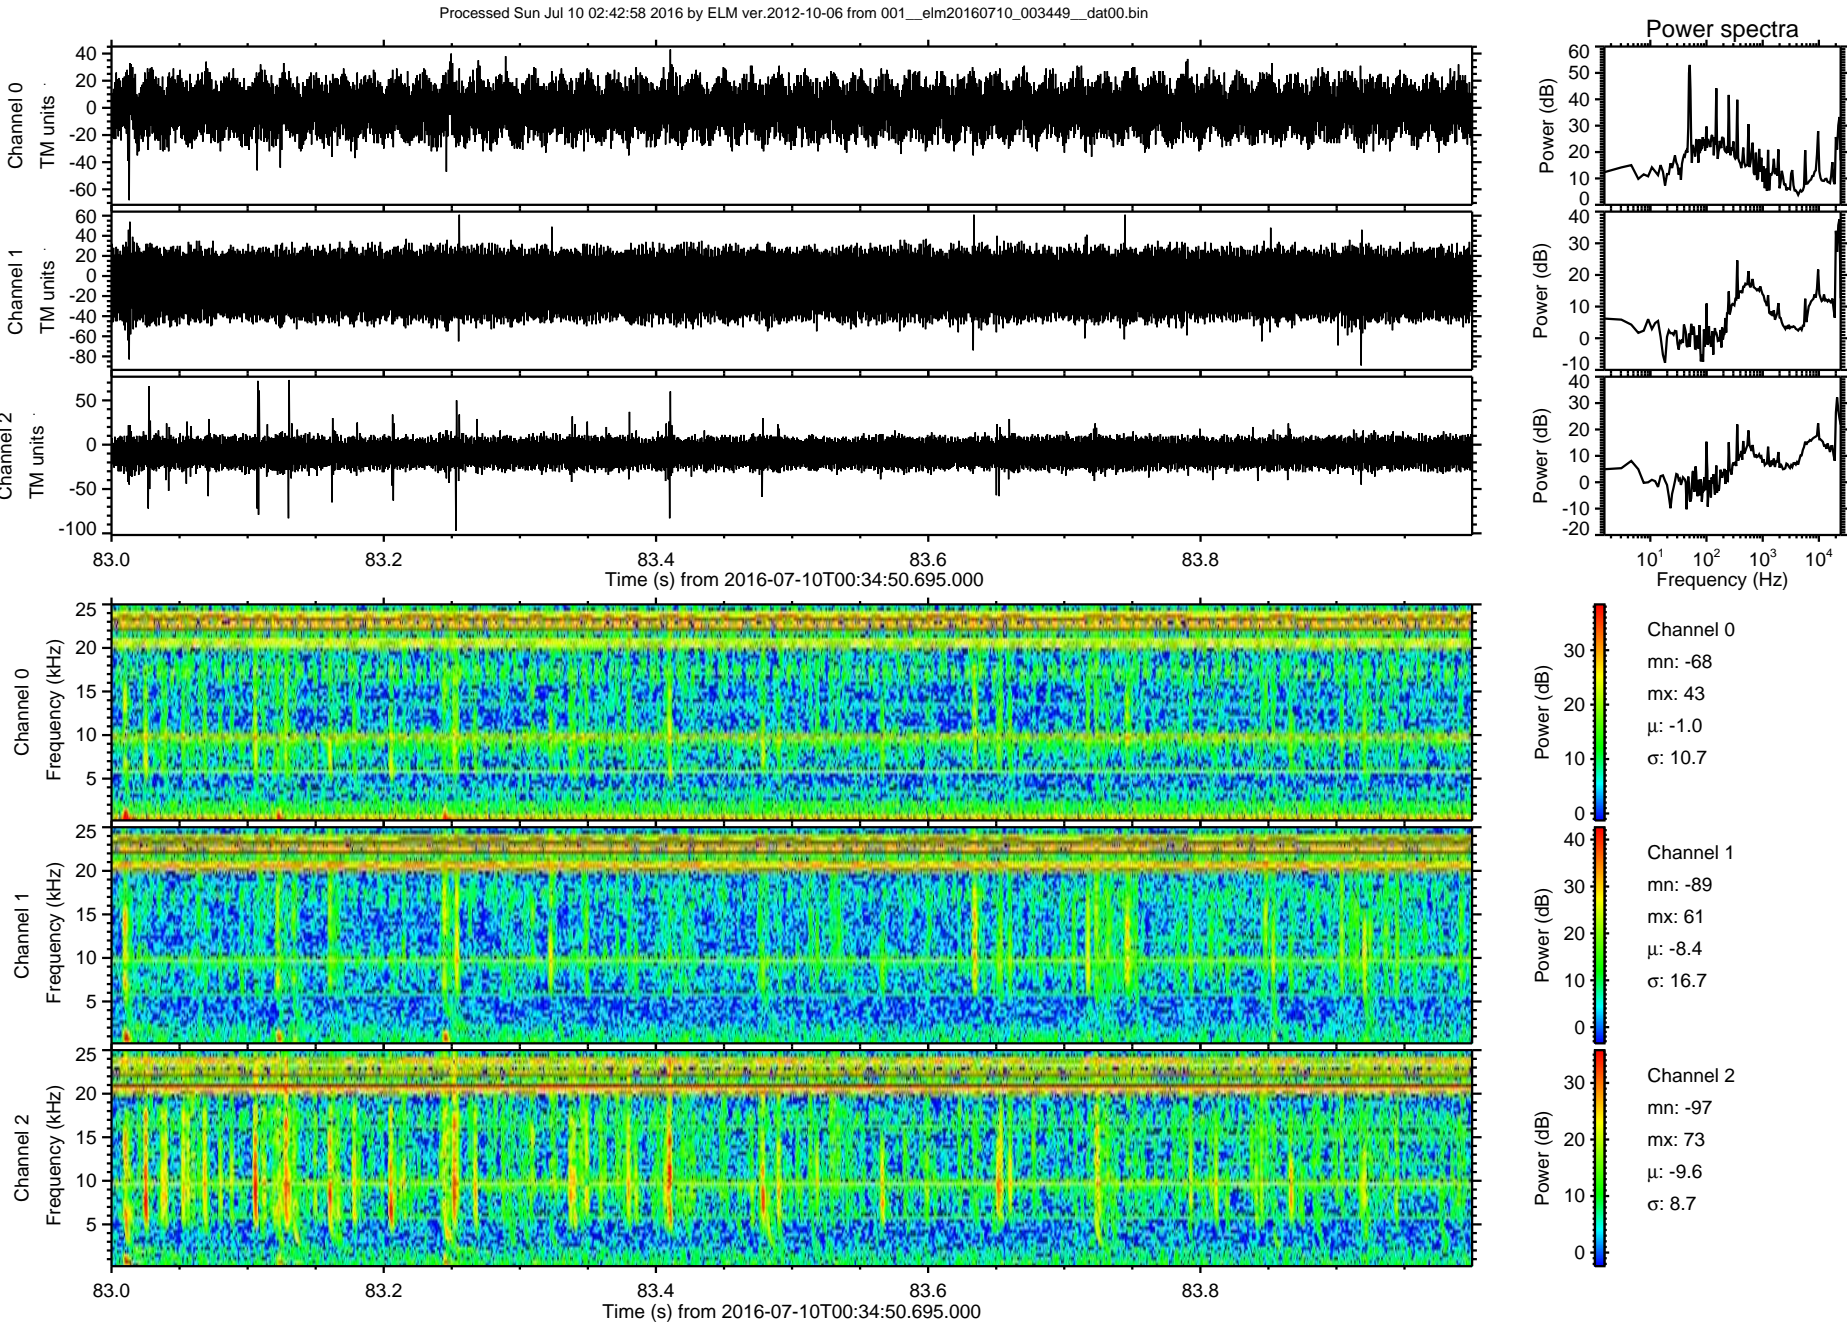 Processed Sun Jul 10 02:42:58 2016 by ELM ver.2012-10-06 from 001__elm20160710_003449__dat00.bin
Power spectra
Channel 0
TM units
40
20
0
-20
-40
-60
Power (dB)
60
50
40
30
20
10
0
Channel 1
TM units
60
40
20
0
-20
-40
-60
-80
Power (dB)
40
30
20
10
0
-10
Channel 2
TM units
50
0
-50
-100
Power (dB)
40
30
20
10
0
-10
-20
83.0 83.2 83.4 83.6 83.8
Time (s) from 2016-07-10T00:34:50.695.000
10¹ 10² 10³ 10⁴
Frequency (Hz)
Channel 0
Frequency (kHz)
25
20
15
10
5
Power (dB)
30
20
10
0
Channel 0
mn: -68
mx: 43
μ: -1.0
σ: 10.7
Channel 1
Frequency (kHz)
25
20
15
10
5
Power (dB)
40
30
20
10
0
Channel 1
mn: -89
mx: 61
μ: -8.4
σ: 16.7
Channel 2
Frequency (kHz)
25
20
15
10
5
Power (dB)
30
20
10
0
Channel 2
mn: -97
mx: 73
μ: -9.6
σ: 8.7
83.0 83.2 83.4 83.6 83.8
Time (s) from 2016-07-10T00:34:50.695.000